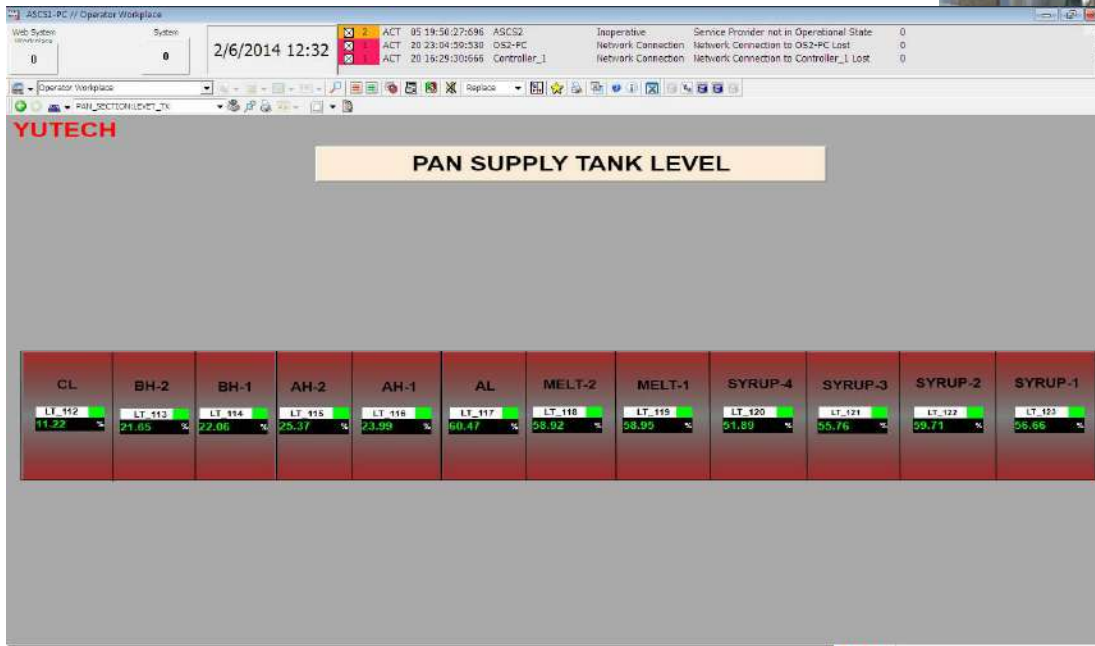 ASCS1-PC // Operator Workplace
Web System
System
0
0
2/6/2014 12:32
2 ACT 05 19:50:27:696 ASCS2 Inoperative Service Provider not in Operational State 0
1 ACT 20 23:04:59:530 OS2-PC Network Connection Network Connection to OS2-PC Lost 0
1 ACT 20 16:29:30:666 Controller_1 Network Connection Network Connection to Controller_1 Lost 0
Operator Workplace
Replace
YUTECH
PAN SUPPLY TANK LEVEL
CL BH-2 BH-1 AH-2 AH-1 AL MELT-2 MELT-1 SYRUP-4 SYRUP-3 SYRUP-2 SYRUP-1
LT_112 LT_113 LT_114 LT_115 LT_116 LT_117 LT_118 LT_119 LT_120 LT_121 LT_122 LT_123
11.22 % 21.65 % 22.06 % 25.37 % 23.99 % 60.47 % 58.92 % 58.95 % 51.89 % 55.76 % 59.71 % 56.66 %